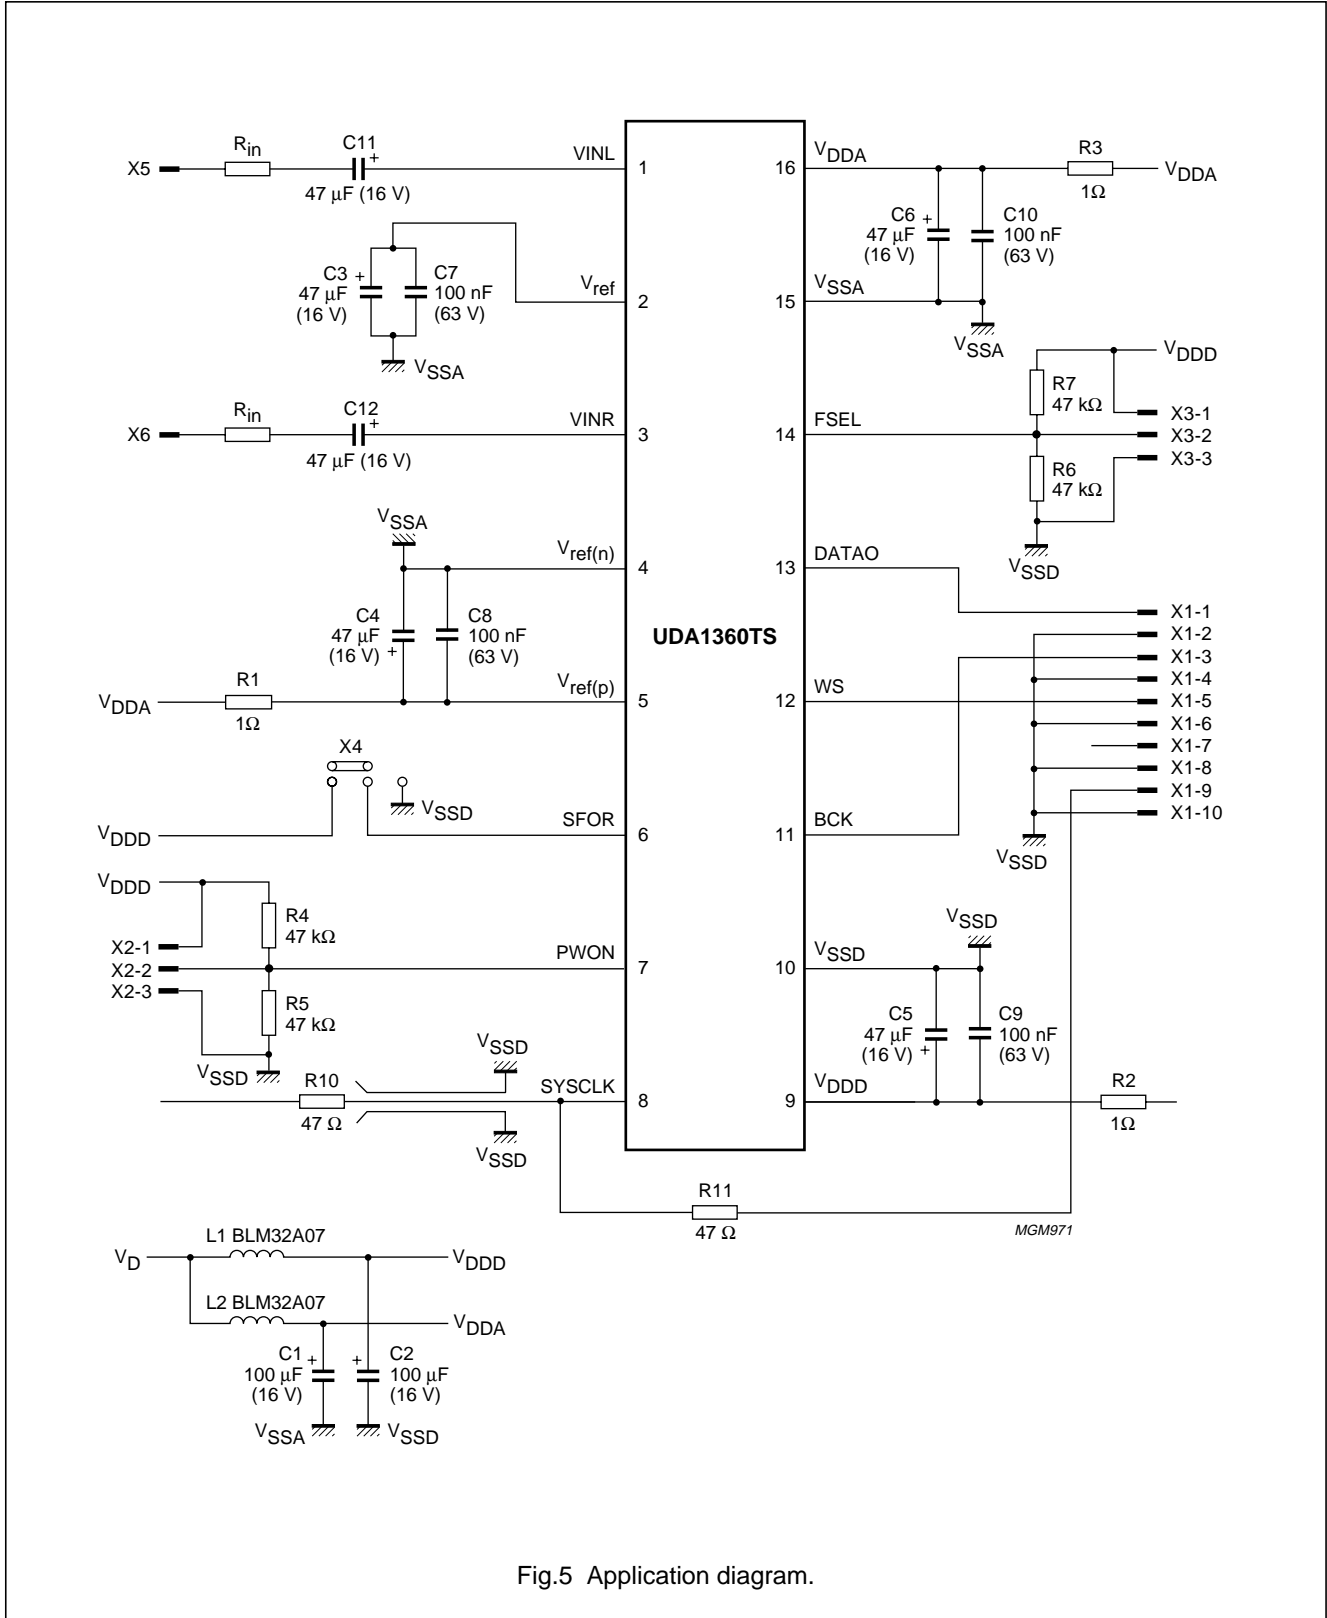 X5
Rin
C11
+
47 µF (16 V)
VINL
1
C3
+
47 µF
(16 V)
C7
100 nF
(63 V)
VSSA
Vref
2
X6
Rin
C12
+
47 µF (16 V)
VINR
3
VSSA
Vref(n)
4
C4
47 µF
(16 V) +
C8
100 nF
(63 V)
VDDA
R1
1Ω
Vref(p)
5
X4
VSSD
VDDD
SFOR
6
VDDD
R4
47 kΩ
X2-1
X2-2
X2-3
PWON
7
R5
47 kΩ
VSSD
R10
47 Ω
VSSD
SYSCLK
8
VSSD
UDA1360TS
16
VDDA
R3
1Ω
VDDA
C6 +
47 µF
(16 V)
C10
100 nF
(63 V)
15
VSSA
VSSA
VDDD
R7
47 kΩ
X3-1
X3-2
X3-3
14
FSEL
R6
47 kΩ
VSSD
13
DATAO
X1-1
X1-2
X1-3
X1-4
X1-5
X1-6
X1-7
X1-8
X1-9
X1-10
12
WS
11
BCK
VSSD
VSSD
10
VSSD
C5
47 µF
(16 V) +
C9
100 nF
(63 V)
9
VDDD
R2
1Ω
R11
47 Ω
MGM971
L1 BLM32A07
VD
VDDD
L2 BLM32A07
VDDA
C1 +
100 µF
(16 V)
+ C2
100 µF
(16 V)
VSSA
VSSD
Fig.5 Application diagram.